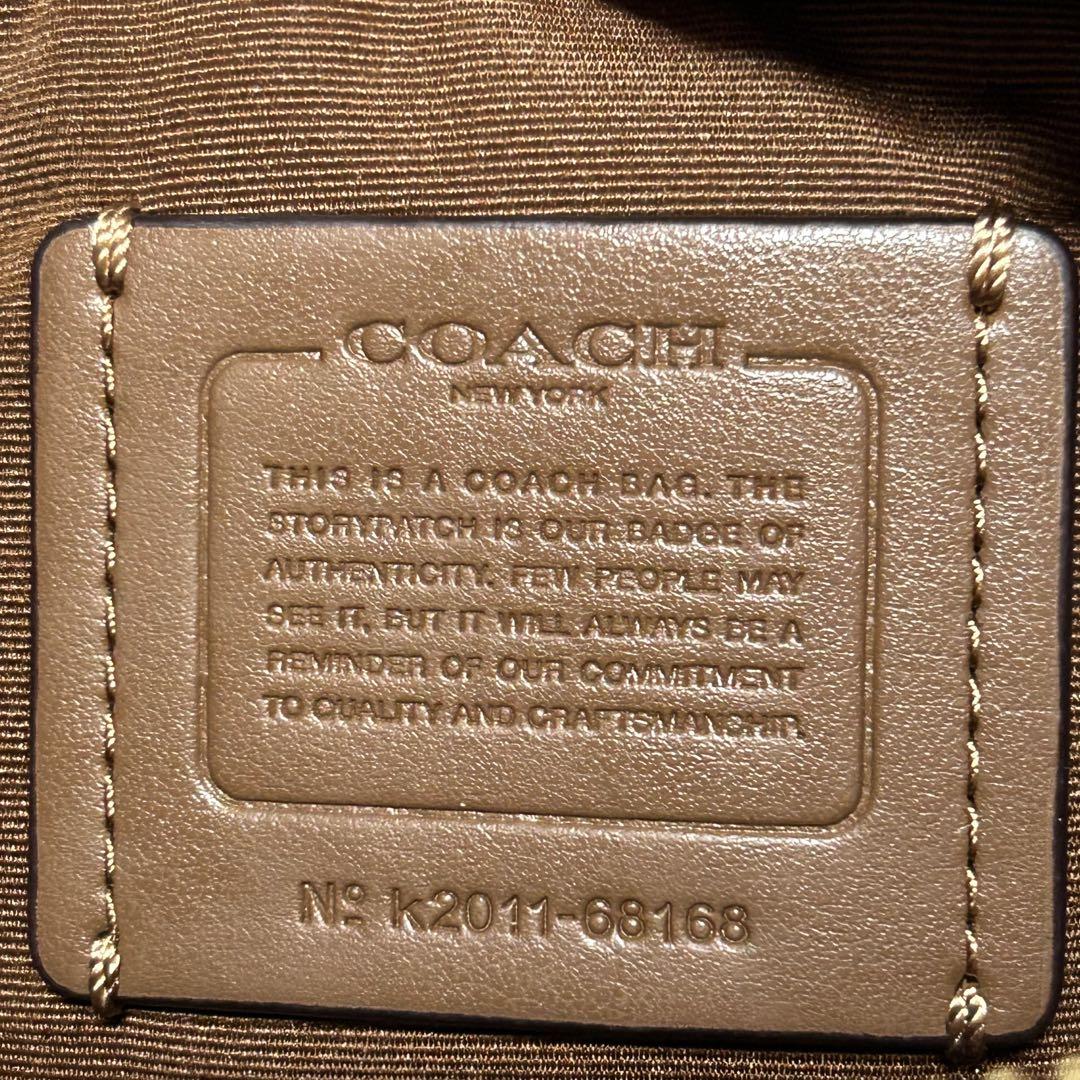 COACH
NEW YORK
THIS IS A COACH BAG. THE
STORYPATCH IS OUR BADGE OF
AUTHENTICITY. FEW PEOPLE MAY
SEE IT, BUT IT WILL ALWAYS BE A
REMINDER OF OUR COMMITMENT
TO QUALITY AND CRAFTSMANSHIP.
Nº k2011-68168